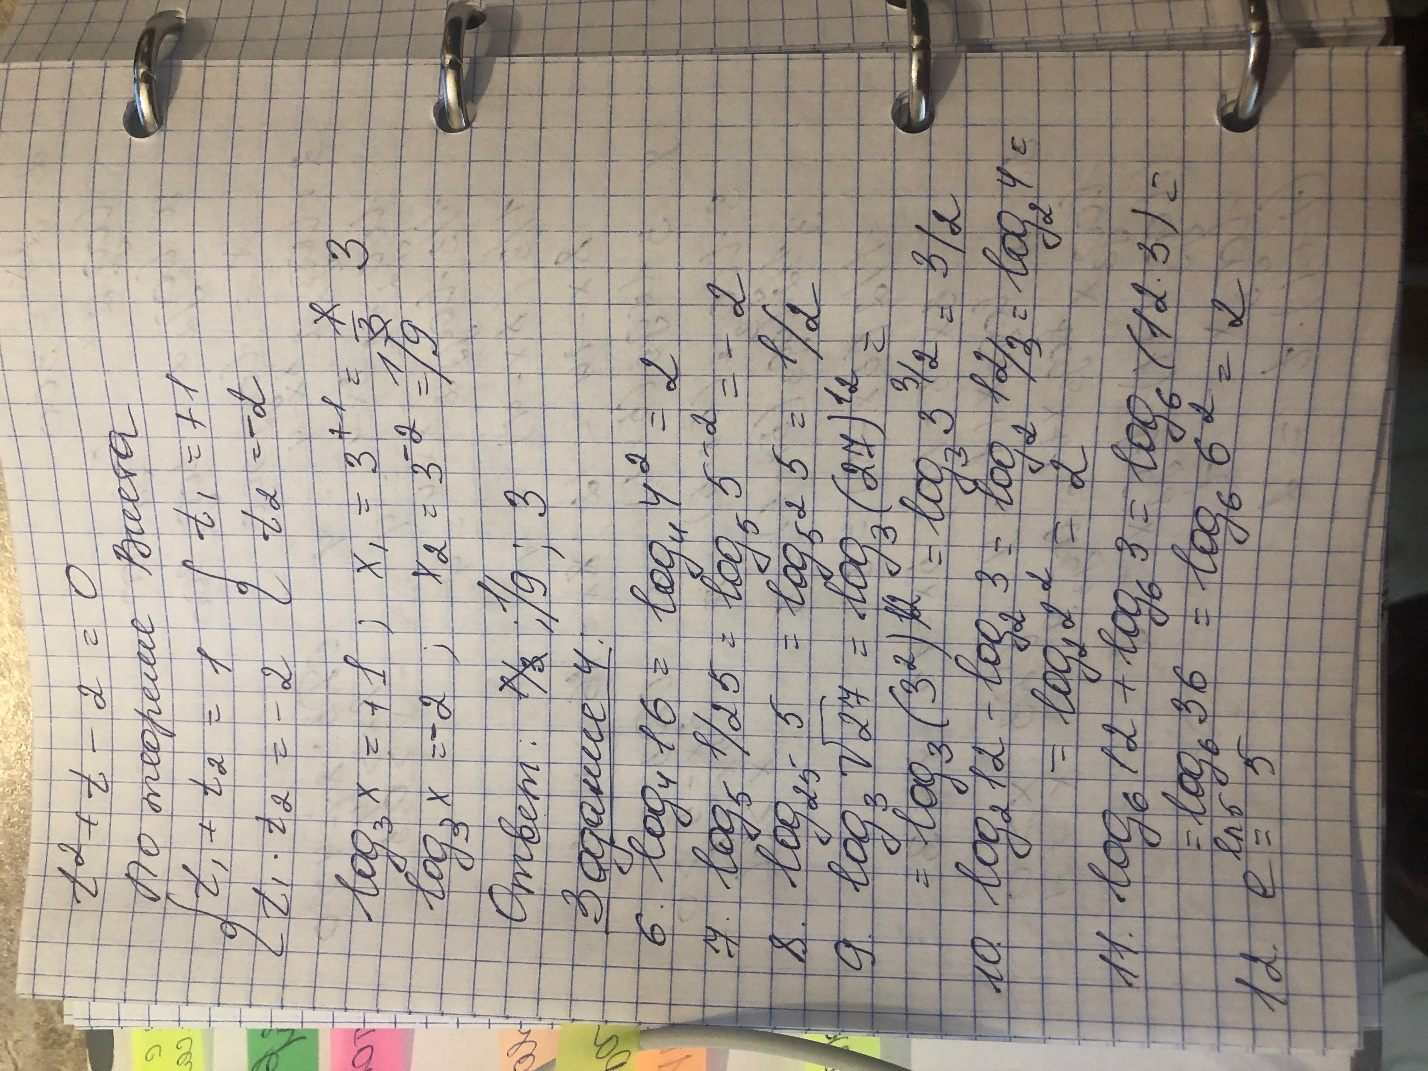 t² + t - 2 = 0
По теореме Виета
{ t₁ + t₂ = 1 { t₁ = +1
t₁ · t₂ = -2 t₂ = -2
log₃ x = +1 ; x₁ = 3⁺¹ = 3
log₃ x = -2 ; x₂ = 3⁻² = 1/9
Ответ: 1/9 ; 3
Задание 4.
6. log₄ 16 = log₄ 4² = 2
7. log₅ 1/25 = log₅ 5⁻² = -2
8. log₂₅ 5 = log₅² 5 = 1/2
9. log₃ √27 = log₃ (27)^1/2 =
= log₃ (3²)^1/2 = log₃ 3^3/2 = 3/2
10. log₂ 12 - log₂ 3 = log₂ 12/3 = log₂ 4 =
= log₂ 2² = 2
11. log₆ 12 + log₆ 3 = log₆ (12 · 3) =
= log₆ 36 = log₆ 6² = 2
12. e^ln5 = 5